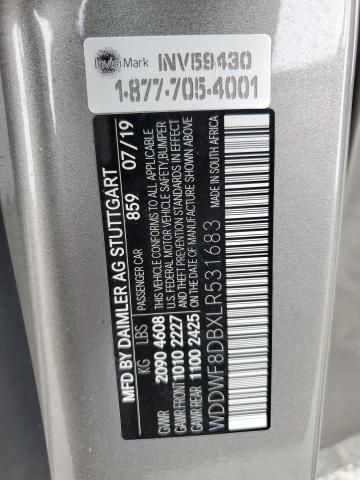 InvisiMark
INV59430
1-877-705-4001
MFD BY DAIMLER AG STUTTGART
PASSENGER CAR 859 07/19
KG LBS
GVWR 2090 4608
GAWR FRONT 1010 2227
GAWR REAR 1100 2425
THIS VEHICLE CONFORMS TO ALL APPLICABLE
U.S. FEDERAL MOTOR VEHICLE SAFETY, BUMPER
AND THEFT PREVENTION STANDARDS IN EFFECT
ON THE DATE OF MANUFACTURE SHOWN ABOVE
WDDWF8DBXLR531683
MADE IN SOUTH AFRICA